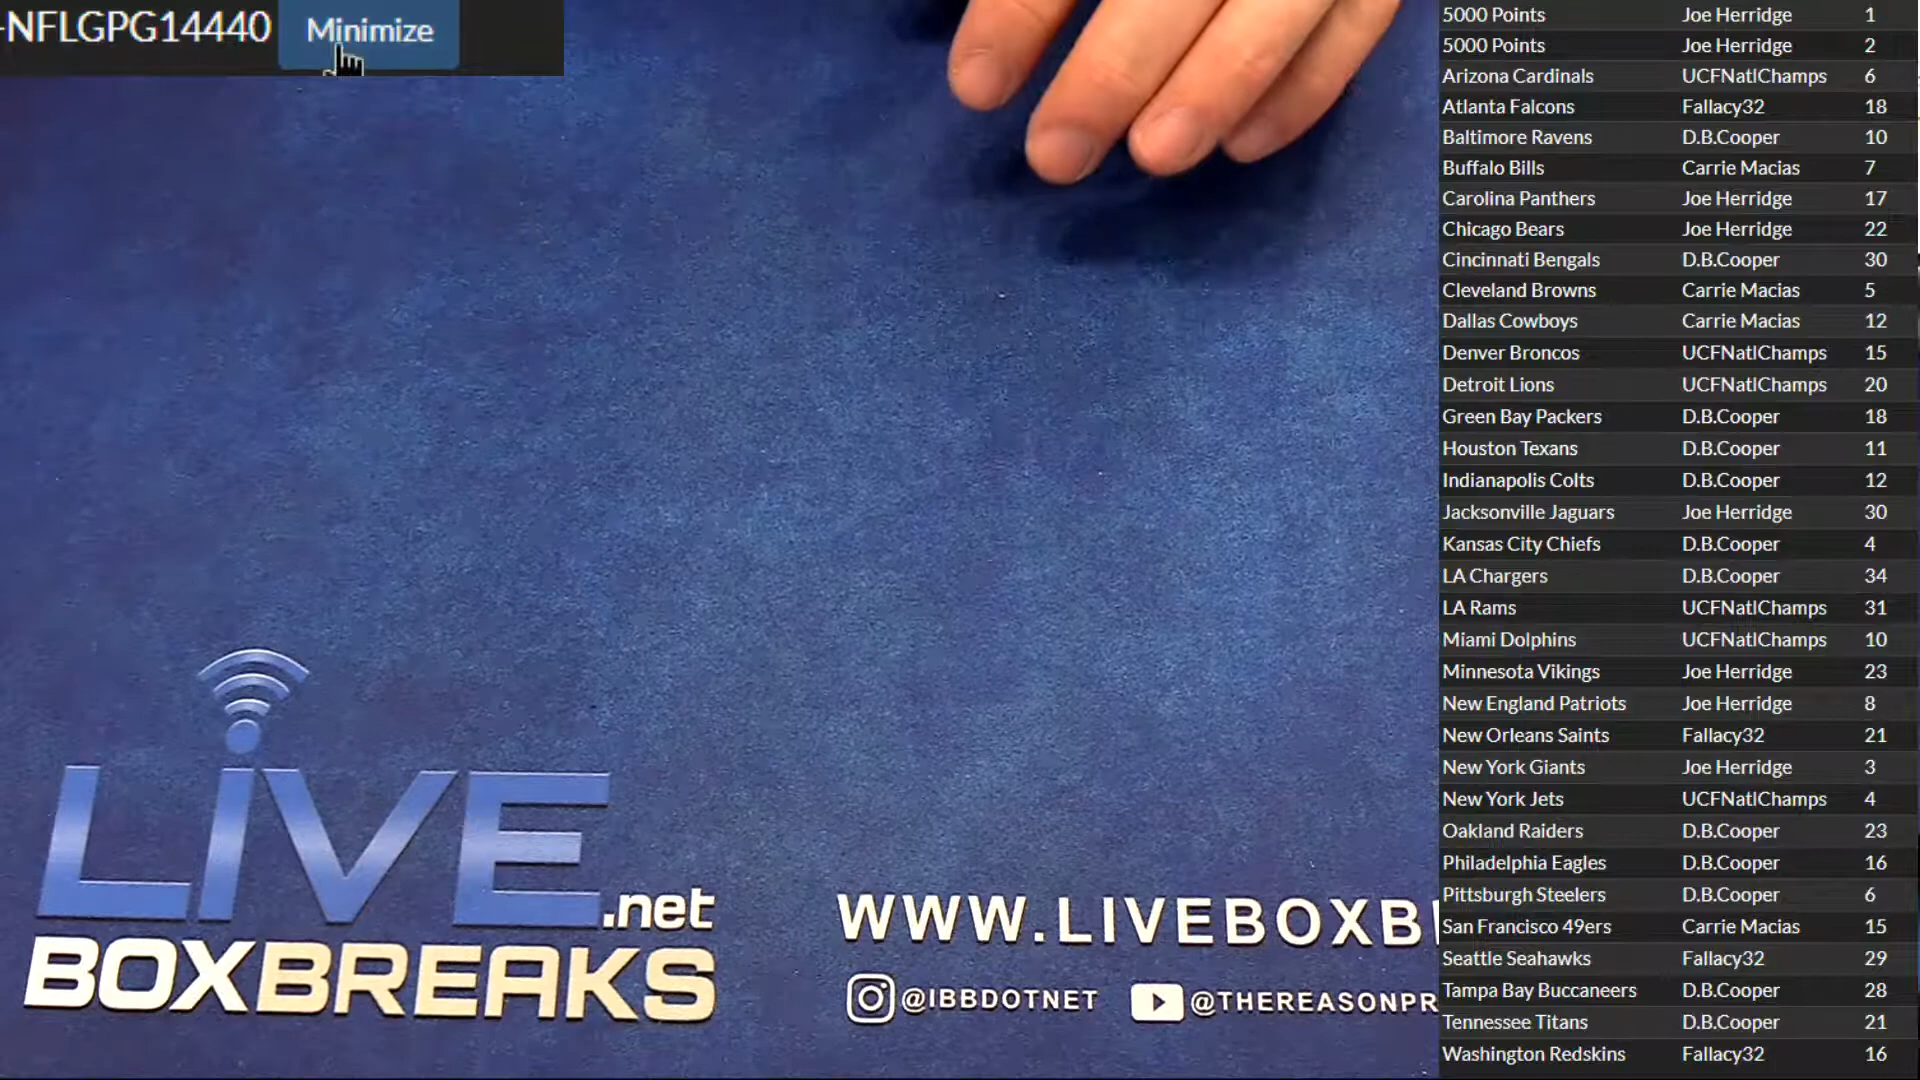 -NFLGPG14440 Minimize
LIVE.net
BOXBREAKS
WWW.LIVEBOXB
@IBBDOTNET @THEREASONPR
5000 Points Joe Herridge 1
5000 Points Joe Herridge 2
Arizona Cardinals UCFNatlChamps 6
Atlanta Falcons Fallacy32 18
Baltimore Ravens D.B.Cooper 10
Buffalo Bills Carrie Macias 7
Carolina Panthers Joe Herridge 17
Chicago Bears Joe Herridge 22
Cincinnati Bengals D.B.Cooper 30
Cleveland Browns Carrie Macias 5
Dallas Cowboys Carrie Macias 12
Denver Broncos UCFNatlChamps 15
Detroit Lions UCFNatlChamps 20
Green Bay Packers D.B.Cooper 18
Houston Texans D.B.Cooper 11
Indianapolis Colts D.B.Cooper 12
Jacksonville Jaguars Joe Herridge 30
Kansas City Chiefs D.B.Cooper 4
LA Chargers D.B.Cooper 34
LA Rams UCFNatlChamps 31
Miami Dolphins UCFNatlChamps 10
Minnesota Vikings Joe Herridge 23
New England Patriots Joe Herridge 8
New Orleans Saints Fallacy32 21
New York Giants Joe Herridge 3
New York Jets UCFNatlChamps 4
Oakland Raiders D.B.Cooper 23
Philadelphia Eagles D.B.Cooper 16
Pittsburgh Steelers D.B.Cooper 6
San Francisco 49ers Carrie Macias 15
Seattle Seahawks Fallacy32 29
Tampa Bay Buccaneers D.B.Cooper 28
Tennessee Titans D.B.Cooper 21
Washington Redskins Fallacy32 16